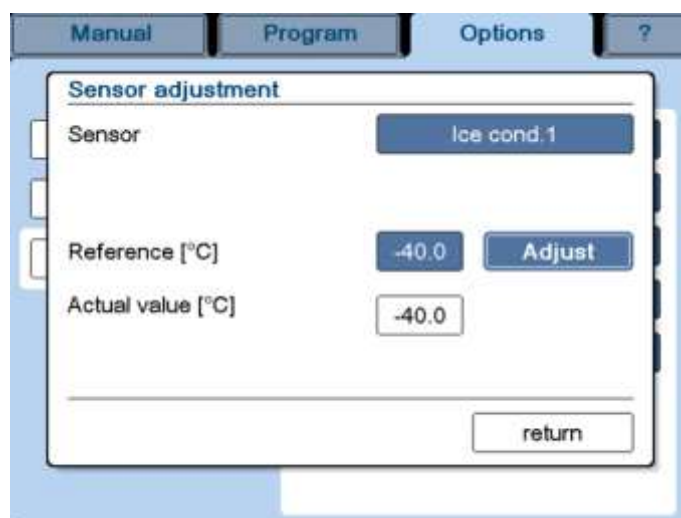 Manual Program Options ?
Sensor adjustment
Sensor Ice cond.1
Reference [°C] -40.0 Adjust
Actual value [°C] -40.0
return